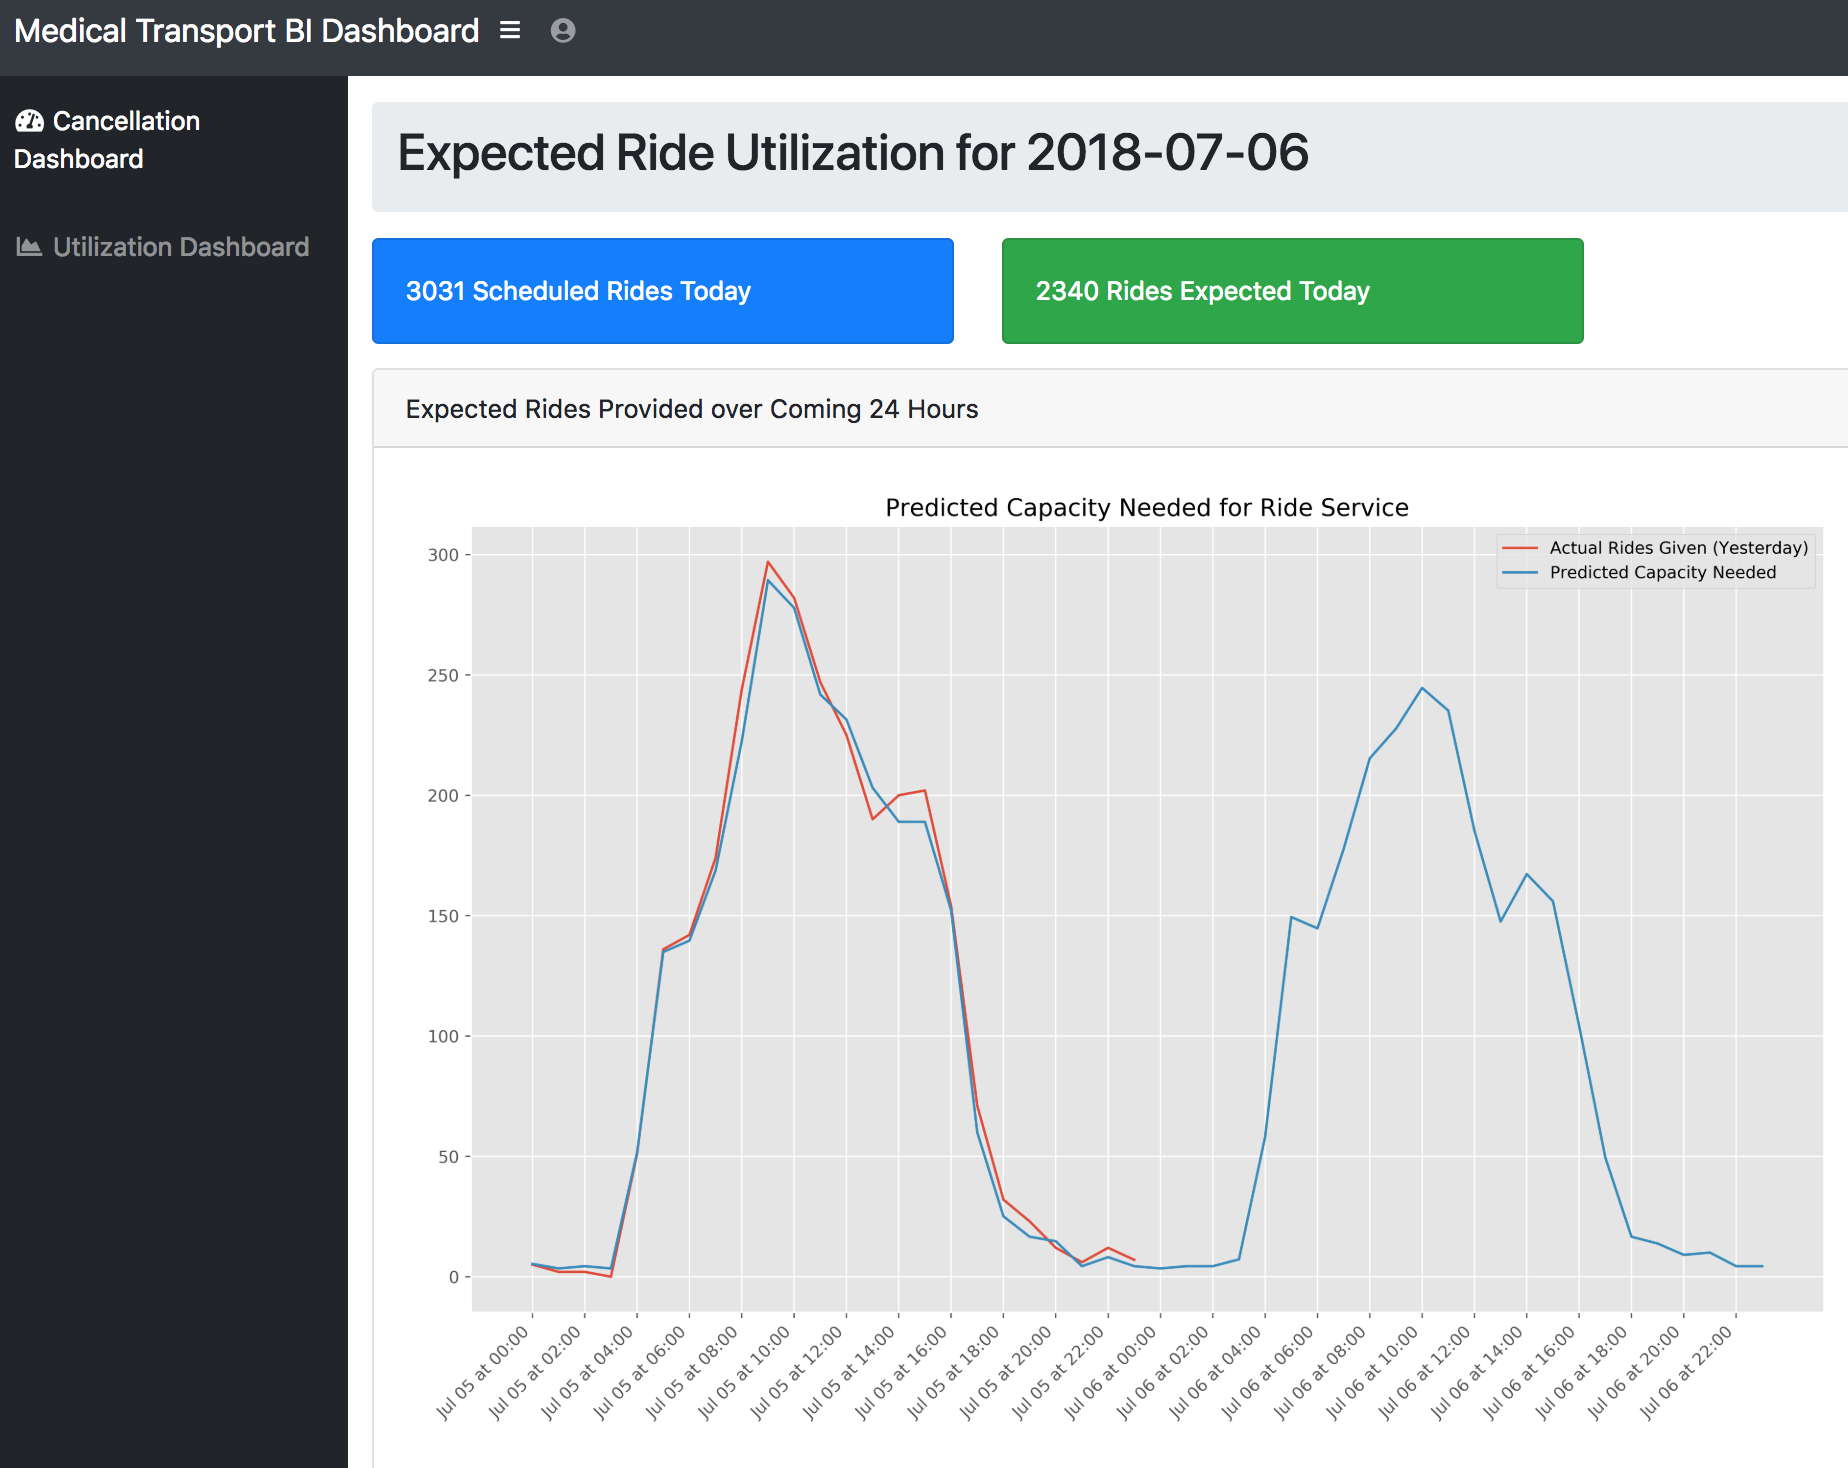 Medical Transport BI Dashboard
Cancellation
Dashboard
Utilization Dashboard
Expected Ride Utilization for 2018-07-06
3031 Scheduled Rides Today
2340 Rides Expected Today
Expected Rides Provided over Coming 24 Hours
Predicted Capacity Needed for Ride Service
Actual Rides Given (Yesterday)
Predicted Capacity Needed
300
250
200
150
100
50
0
Jul 05 at 00:00
Jul 05 at 02:00
Jul 05 at 04:00
Jul 05 at 06:00
Jul 05 at 08:00
Jul 05 at 10:00
Jul 05 at 12:00
Jul 05 at 14:00
Jul 05 at 16:00
Jul 05 at 18:00
Jul 05 at 20:00
Jul 05 at 22:00
Jul 06 at 00:00
Jul 06 at 02:00
Jul 06 at 04:00
Jul 06 at 06:00
Jul 06 at 08:00
Jul 06 at 10:00
Jul 06 at 12:00
Jul 06 at 14:00
Jul 06 at 16:00
Jul 06 at 18:00
Jul 06 at 20:00
Jul 06 at 22:00